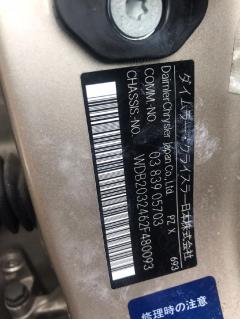 ダイムラー・クライスラー日本株式会社
DaimlerChrysler Japan Co.,Ltd. PZ X 693
COMM-NO. 03 839 05703
CHASSIS-NO. WDB2032462F480093
修理時の注意